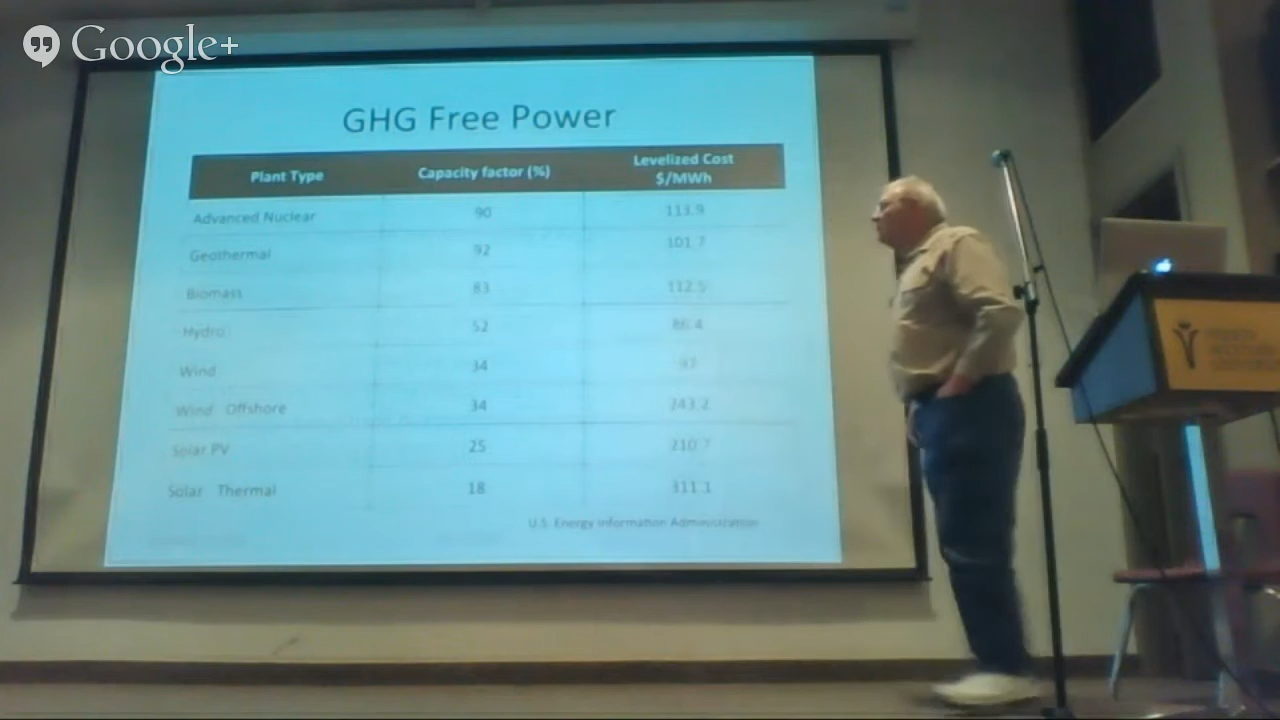 Google+
GHG Free Power
Plant Type Capacity factor (%) Levelized Cost $/MWh
Advanced Nuclear 90 113.9
Geothermal 92 101.7
Biomass 83 112.5
Hydro 52 86.4
Wind 34 97
Wind Offshore 34 243.2
Solar PV 25 210.7
Solar Thermal 18 311.1
U.S. Energy Information Administration